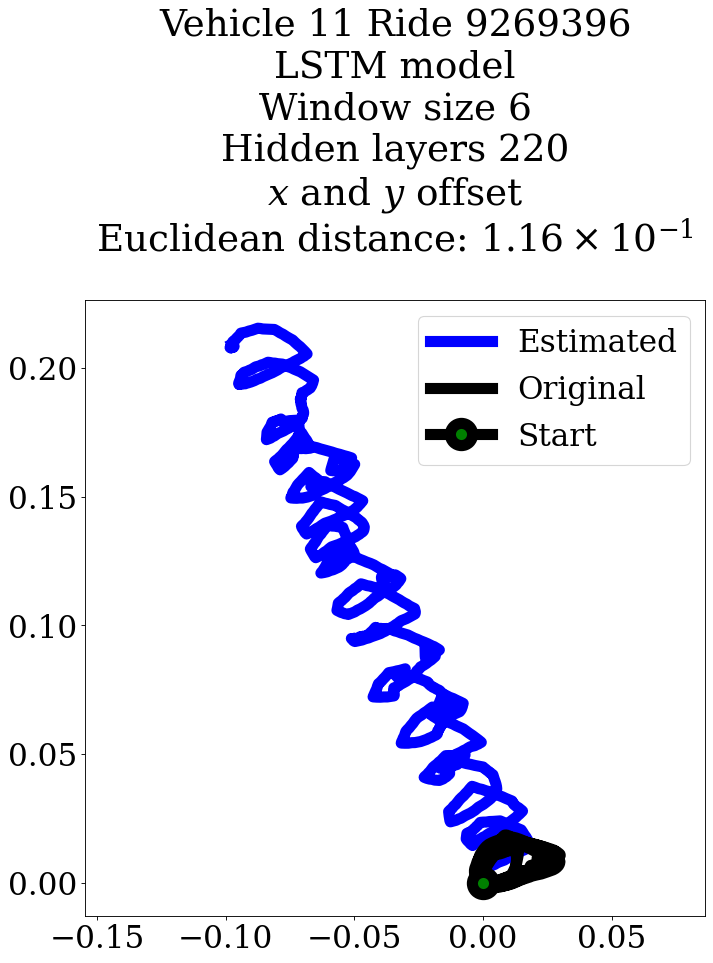 Vehicle 11 Ride 9269396
LSTM model
Window size 6
Hidden layers 220
x and y offset
Euclidean distance: 1.16 × 10⁻¹
Estimated
Original
Start
0.20
0.15
0.10
0.05
0.00
−0.15 −0.10 −0.05 0.00 0.05